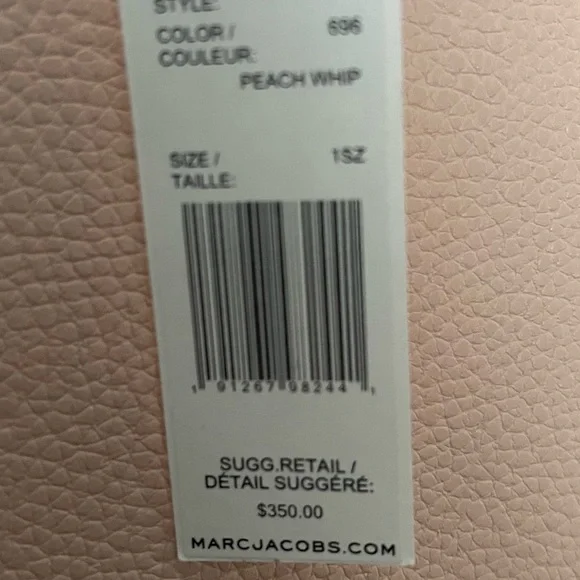 STYLE:
COLOR / 696
COULEUR:
PEACH WHIP
SIZE / 1SZ
TAILLE:
1 91267 98244 1
SUGG.RETAIL /
DÉTAIL SUGGÉRÉ:
$350.00
MARCJACOBS.COM